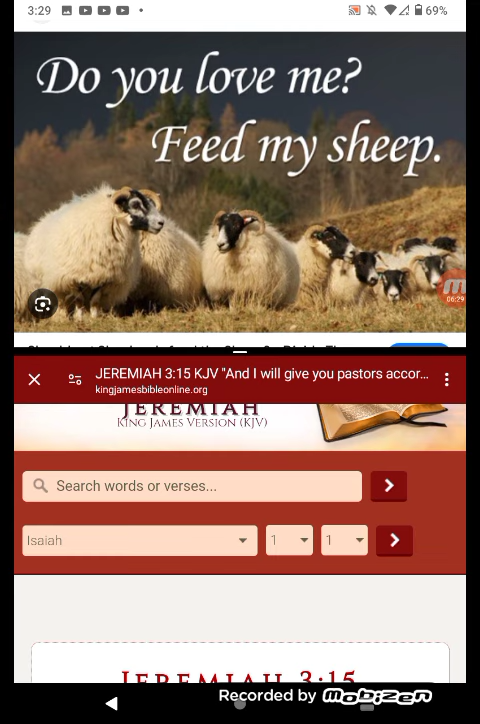 3:29
69%
Do you love me?
Feed my sheep.
06:29
JEREMIAH 3:15 KJV "And I will give you pastors accor...
kingjamesbibleonline.org
JEREMIAH
KING JAMES VERSION (KJV)
Search words or verses...
Isaiah
1
1
JEREMIAH 3:15
Recorded by Mobizen